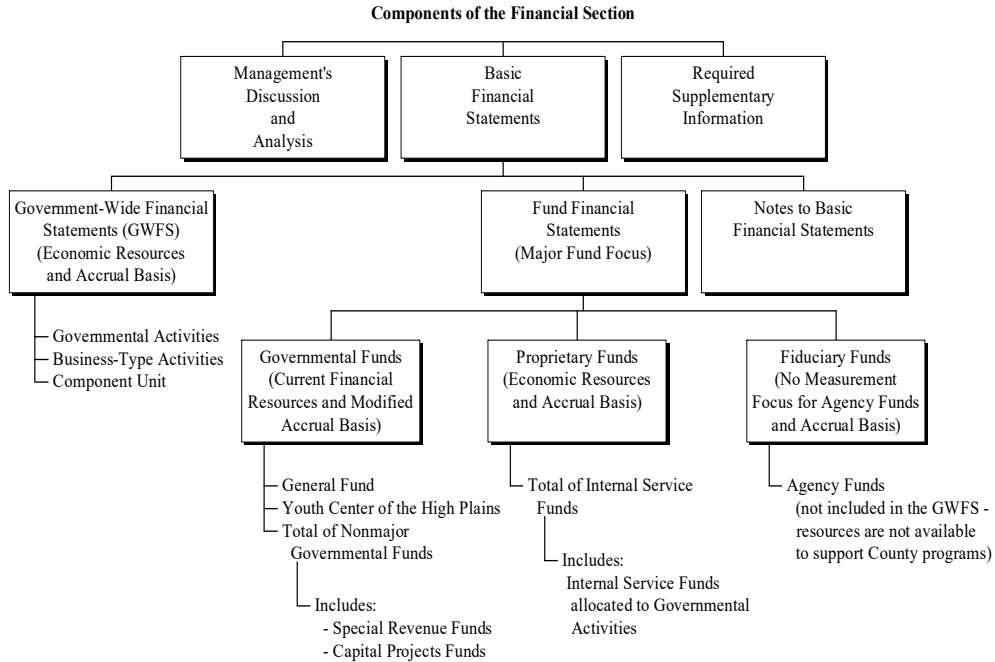 Components of the Financial Section
Management's
Discussion
and
Analysis
Basic
Financial
Statements
Required
Supplementary
Information
Government-Wide Financial
Statements (GWFS)
(Economic Resources
and Accrual Basis)
Fund Financial
Statements
(Major Fund Focus)
Notes to Basic
Financial Statements
Governmental Activities
Business-Type Activities
Component Unit
Governmental Funds
(Current Financial
Resources and Modified
Accrual Basis)
Proprietary Funds
(Economic Resources
and Accrual Basis)
Fiduciary Funds
(No Measurement
Focus for Agency Funds
and Accrual Basis)
General Fund
Youth Center of the High Plains
Total of Nonmajor
Governmental Funds
Includes:
- Special Revenue Funds
- Capital Projects Funds
Total of Internal Service
Funds
Includes:
Internal Service Funds
allocated to Governmental
Activities
Agency Funds
(not included in the GWFS -
resources are not available
to support County programs)